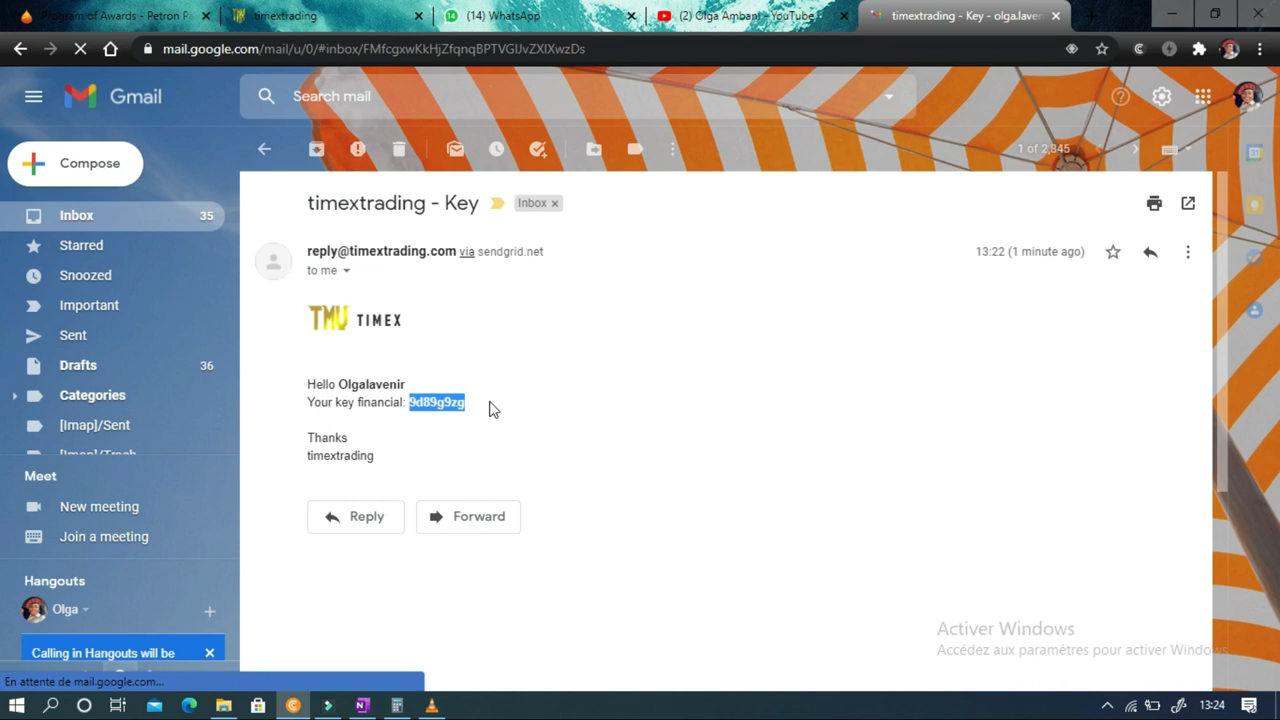 Program of Awards - Petron Pa
timextrading
(14) WhatsApp
(2) Olga Ambani - YouTube
timextrading - Key - olga.laveni
mail.google.com/mail/u/0/#inbox/FMfcgxwKkHjZfqnqBPTVGlJvZXlXwzDs
Gmail
Search mail
Compose
1 of 2,845
Inbox 35
Starred
Snoozed
Important
Sent
Drafts 36
Categories
[Imap]/Sent
[Imap]/Trash
Meet
New meeting
Join a meeting
Hangouts
Olga
Calling in Hangouts will be
timextrading - Key
Inbox ×
reply@timextrading.com via sendgrid.net
13:22 (1 minute ago)
to me
TMU TIMEX
Hello Olgalavenir
Your key financial: 9d89g9zg
Thanks
timextrading
Reply
Forward
Activer Windows
Accédez aux paramètres pour activer Windows
En attente de mail.google.com...
13:24